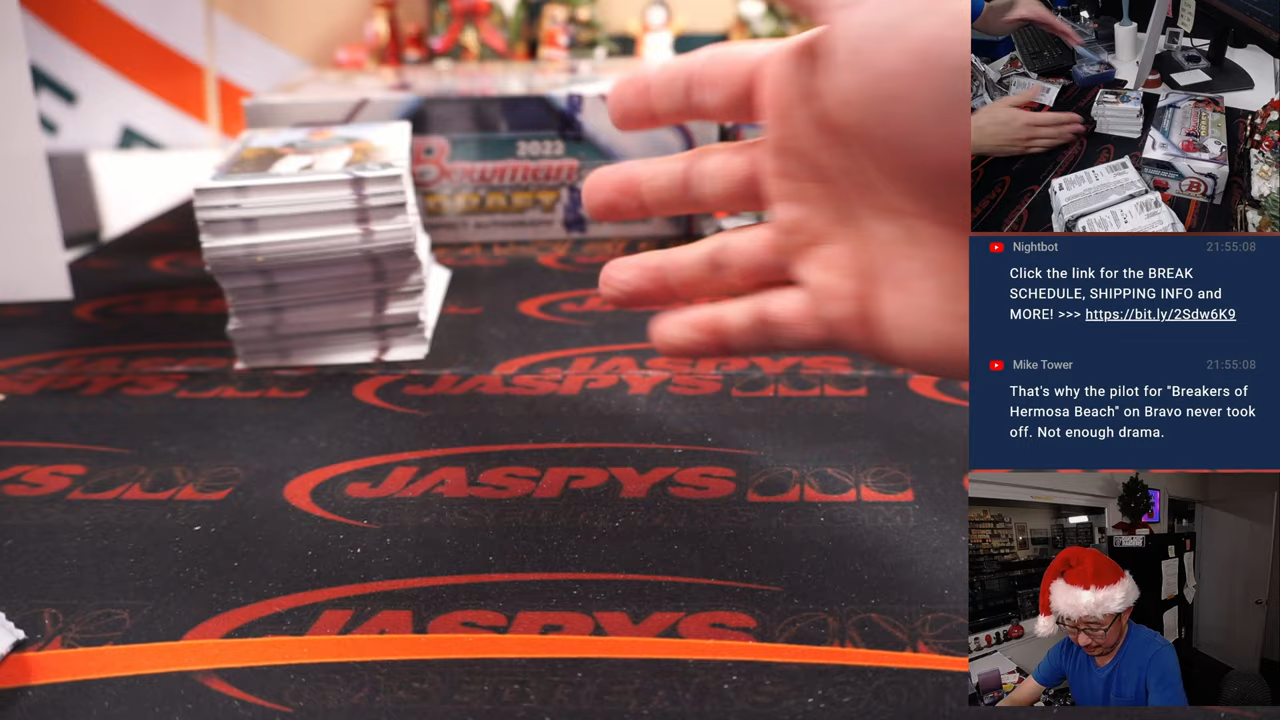 2023
Bowman
DRAFT
JASPYS
JASPYS
JASPYS
JASPYS
Nightbot 21:55:08
Click the link for the BREAK
SCHEDULE, SHIPPING INFO and
MORE! >>> https://bit.ly/2Sdw6K9
Mike Tower 21:55:08
That's why the pilot for "Breakers of
Hermosa Beach" on Bravo never took
off. Not enough drama.